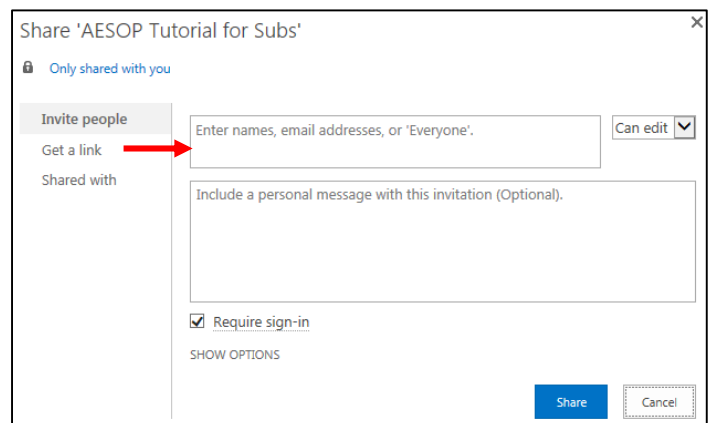 Share 'AESOP Tutorial for Subs'
Only shared with you
Invite people
Get a link
Shared with
Enter names, email addresses, or 'Everyone'.
Can edit
Include a personal message with this invitation (Optional).
Require sign-in
SHOW OPTIONS
Share
Cancel